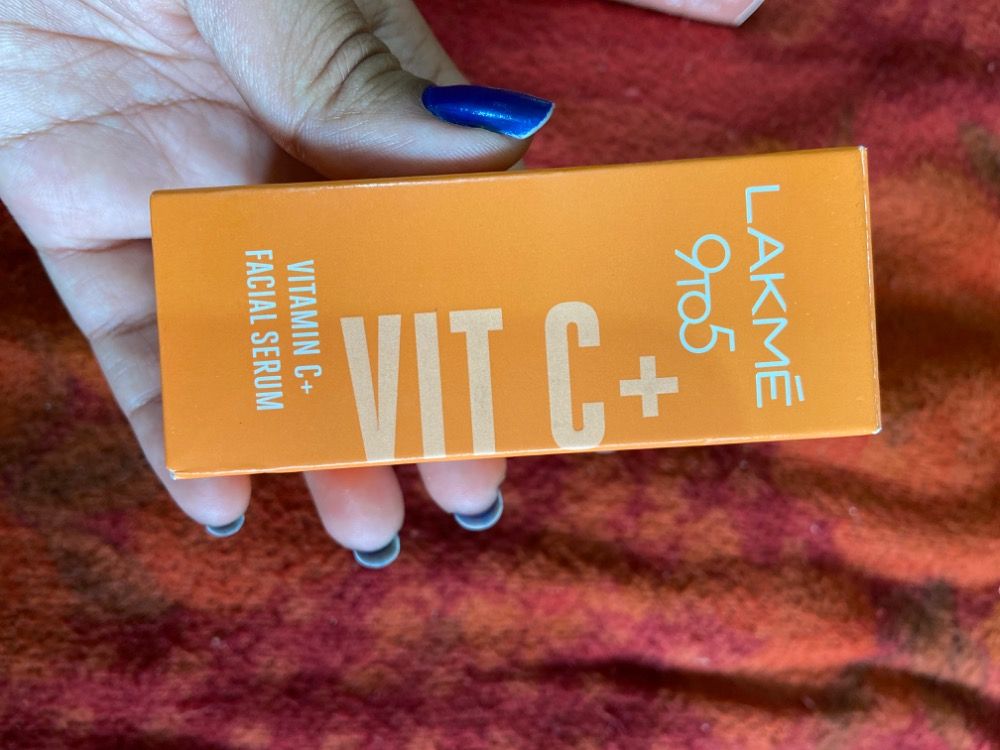 LAKMĒ
9to5
VIT C+
VITAMIN C+
FACIAL SERUM